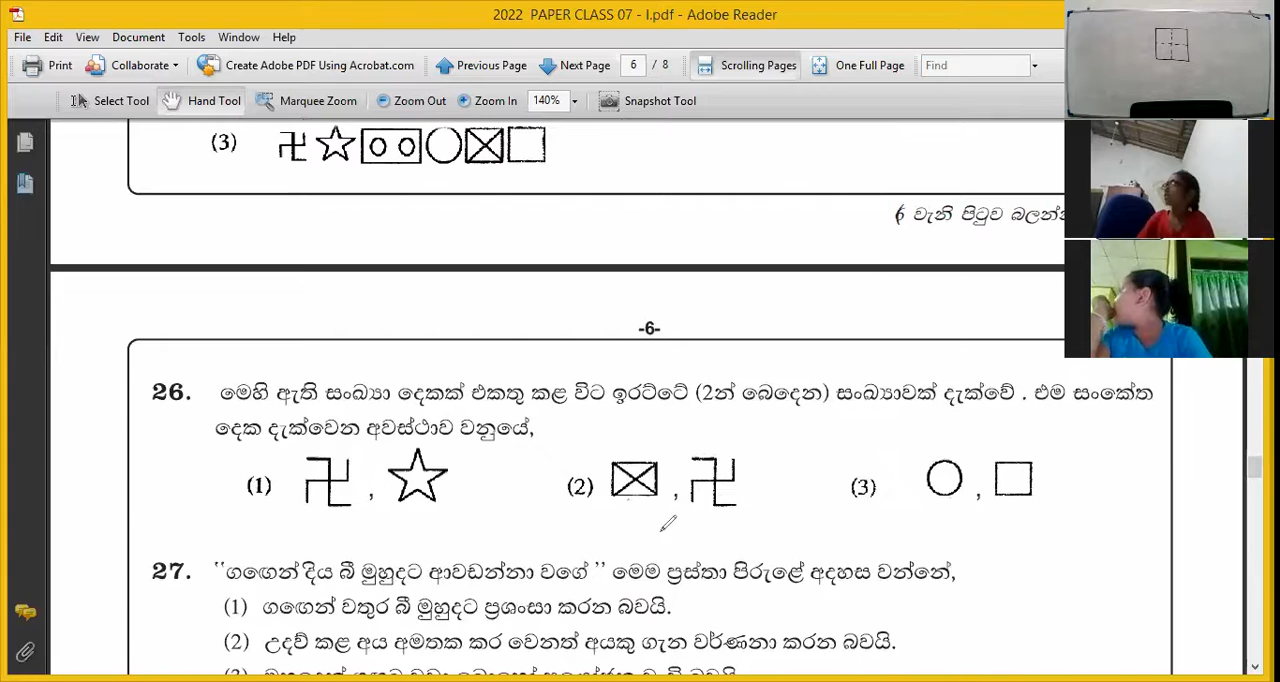 2022 PAPER CLASS 07 - I.pdf - Adobe Reader
File Edit View Document Tools Window Help
Print Collaborate Create Adobe PDF Using Acrobat.com Previous Page Next Page 6 / 8 Scrolling Pages One Full Page Find
Select Tool Hand Tool Marquee Zoom Zoom Out Zoom In 140% Snapshot Tool
(3)
6 වැනි පිටුව බලන්න
-6-
26. මෙහි ඇති සංඛ්‍යා දෙකක් එකතු කළ විට ඉරට්ටේ (2න් බෙදෙන) සංඛ්‍යාවක් දැක්වේ . එම සංකේත
දෙක දැක්වෙන අවස්ථාව වනුයේ,
(1) , (2) , (3) ,
27. ‘‘ගඟෙන් දිය බී මුහුදට ආවඩන්නා වගේ ’’ මෙම ප්‍රස්තා පිරුළේ අදහස වන්නේ,
(1) ගඟෙන් වතුර බී මුහුදට ප්‍රශංසා කරන බවයි.
(2) උදව් කළ අය අමතක කර වෙනත් අයකු ගැන වර්ණනා කරන බවයි.